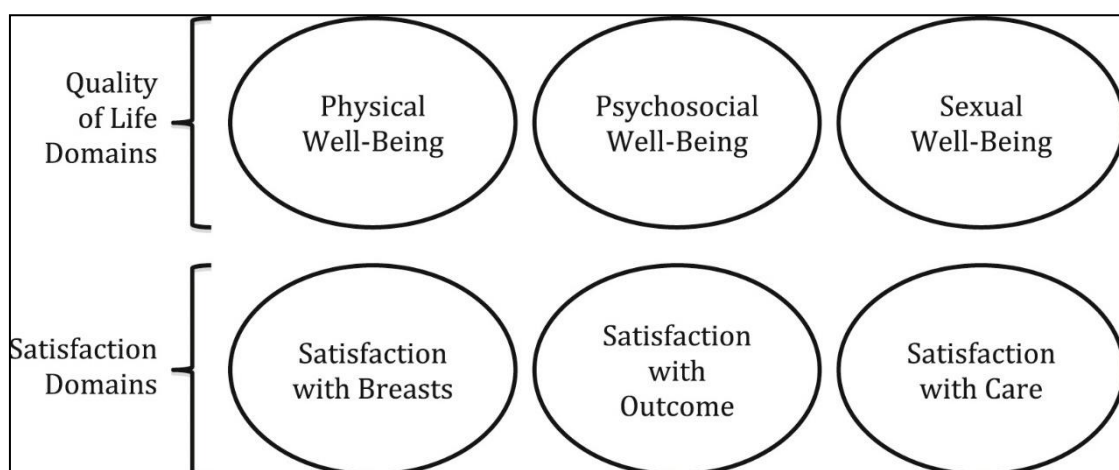 Quality
of Life
Domains
Physical
Well-Being
Psychosocial
Well-Being
Sexual
Well-Being
Satisfaction
Domains
Satisfaction
with Breasts
Satisfaction
with
Outcome
Satisfaction
with Care